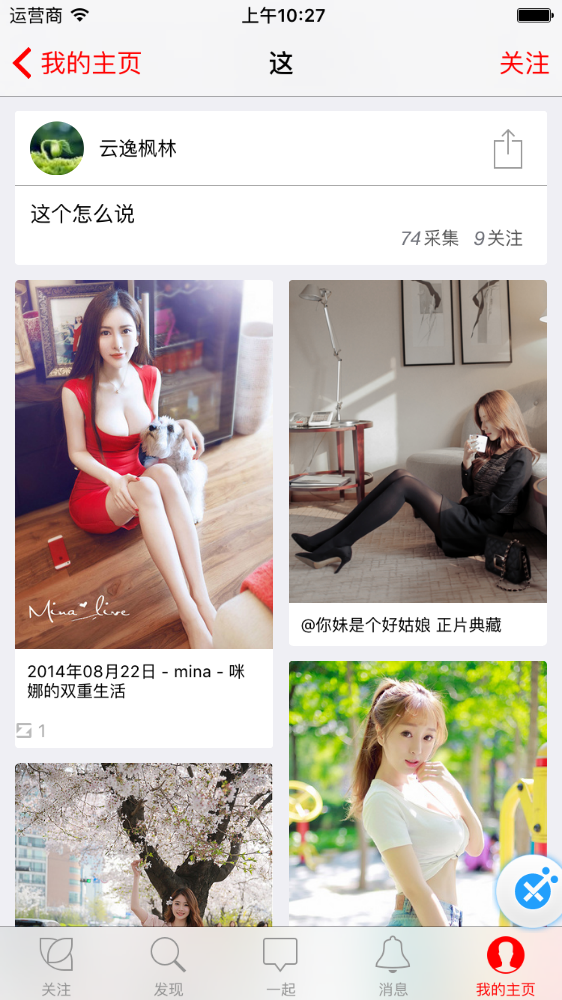 运营商 上午10:27
我的主页 这 关注
云逸枫林
这个怎么说
74采集 9关注
Mina live
2014年08月22日 - mina - 咪
娜的双重生活
1
@你妹是个好姑娘 正片典藏
关注 发现 一起 消息 我的主页